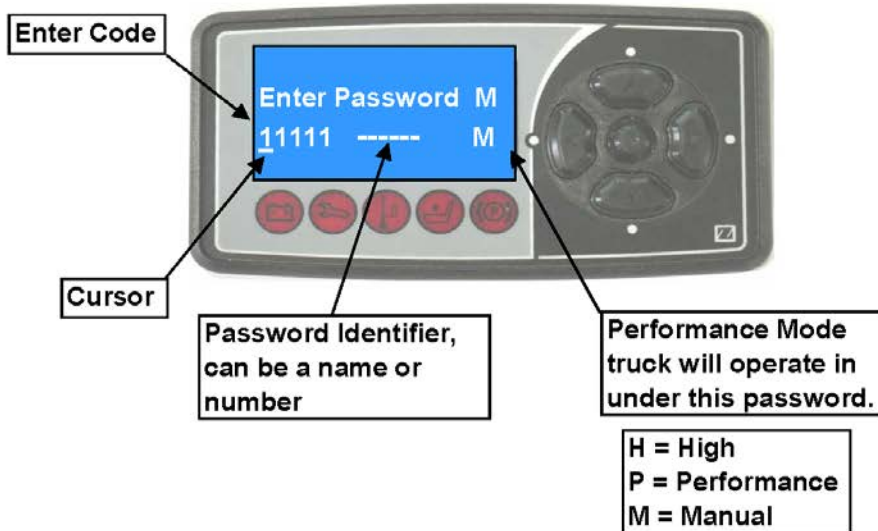 Enter Code
Enter Password M
11111 ------ M
Cursor
Password Identifier,
can be a name or
number
Performance Mode
truck will operate in
under this password.
H = High
P = Performance
M = Manual